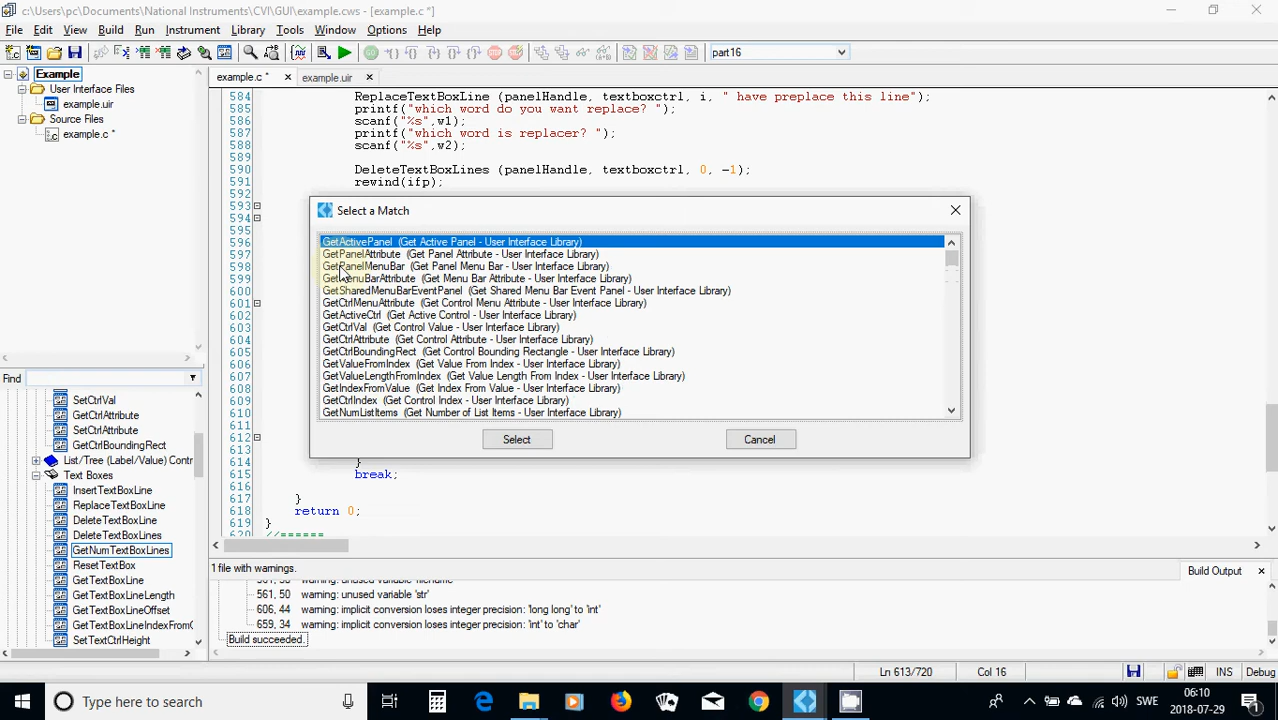 c:\Users\pc\Documents\National Instruments\CVI\GUI\example.cws - [example.c *]
File Edit View Build Run Instrument Library Tools Window Options Help
part16
Example
User Interface Files
example.uir
Source Files
example.c *
Find
SetCtrlVal
GetCtrlAttribute
SetCtrlAttribute
GetCtrlBoundingRect
List/Tree (Label/Value) Contr
Text Boxes
InsertTextBoxLine
ReplaceTextBoxLine
DeleteTextBoxLine
DeleteTextBoxLines
GetNumTextBoxLines
ResetTextBox
GetTextBoxLine
GetTextBoxLineLength
GetTextBoxLineOffset
GetTextBoxLineIndexFromO
SetTextCtrlHeight
example.c * example.uir
584 ReplaceTextBoxLine (panelHandle, textboxctrl, i, " have preplace this line");
585 printf("which word do you want replace? ");
586 scanf("%s",w1);
587 printf("which word is replacer? ");
588 scanf("%s",w2);
589
590 DeleteTextBoxLines (panelHandle, textboxctrl, 0, -1);
591 rewind(ifp);
592
593
594
595
596
597
598
599
600
601
602
603
604
605
606
607
608
609
610
611
612
613
614 }
615 break;
616
617 }
618 return 0;
619 }
620 //======
Select a Match
GetActivePanel (Get Active Panel - User Interface Library)
GetPanelAttribute (Get Panel Attribute - User Interface Library)
GetPanelMenuBar (Get Panel Menu Bar - User Interface Library)
GetMenuBarAttribute (Get Menu Bar Attribute - User Interface Library)
GetSharedMenuBarEventPanel (Get Shared Menu Bar Event Panel - User Interface Library)
GetCtrlMenuAttribute (Get Control Menu Attribute - User Interface Library)
GetActiveCtrl (Get Active Control - User Interface Library)
GetCtrlVal (Get Control Value - User Interface Library)
GetCtrlAttribute (Get Control Attribute - User Interface Library)
GetCtrlBoundingRect (Get Control Bounding Rectangle - User Interface Library)
GetValueFromIndex (Get Value From Index - User Interface Library)
GetValueLengthFromIndex (Get Value Length From Index - User Interface Library)
GetIndexFromValue (Get Index From Value - User Interface Library)
GetCtrlIndex (Get Control Index - User Interface Library)
GetNumListItems (Get Number of List Items - User Interface Library)
Select Cancel
1 file with warnings.
Build Output
561, 50 warning: unused variable 'str'
606, 44 warning: implicit conversion loses integer precision: 'long long' to 'int'
659, 34 warning: implicit conversion loses integer precision: 'int' to 'char'
Build succeeded.
Ln 613/720 Col 16 INS Debug
Type here to search
SWE
06:10
2018-07-29